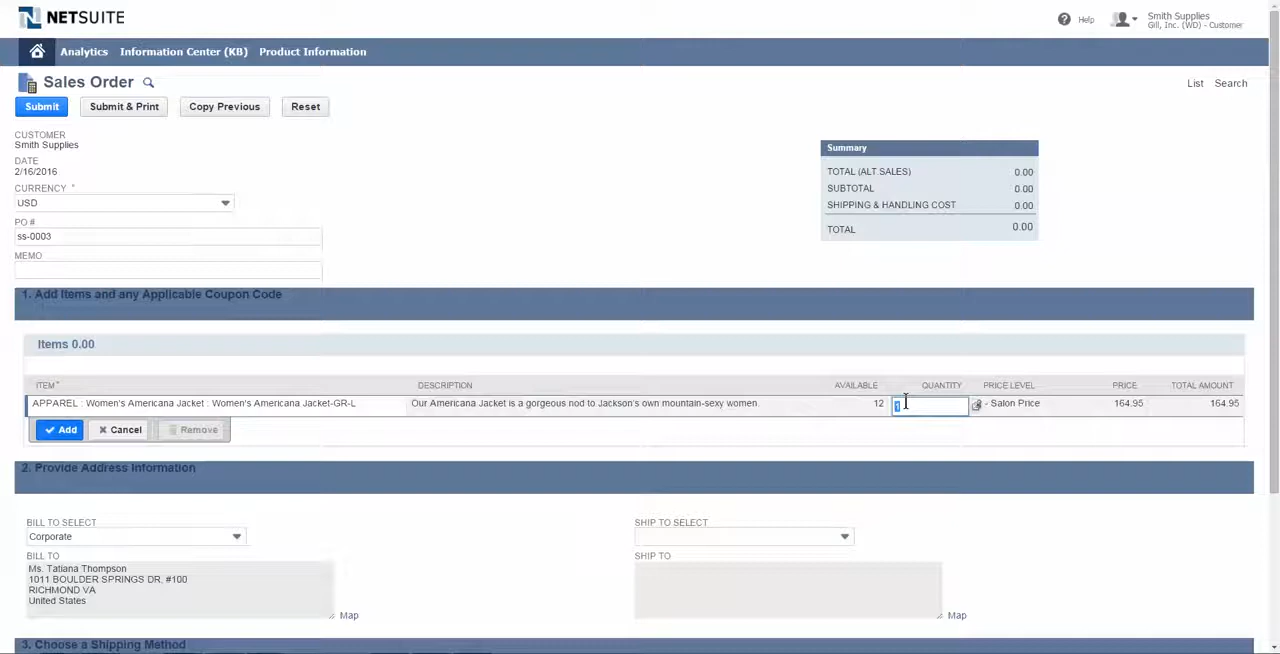 NETSUITE
Help
Smith Supplies
Gill, Inc. (WD) - Customer
Analytics
Information Center (KB)
Product Information
Sales Order
List
Search
Submit
Submit & Print
Copy Previous
Reset
CUSTOMER
Smith Supplies
DATE
2/16/2016
CURRENCY *
USD
PO #
ss-0003
MEMO
Summary
TOTAL (ALT SALES) 0.00
SUBTOTAL 0.00
SHIPPING & HANDLING COST 0.00
TOTAL 0.00
1. Add Items and any Applicable Coupon Code
Items 0.00
ITEM * DESCRIPTION AVAILABLE QUANTITY PRICE LEVEL PRICE TOTAL AMOUNT
APPAREL : Women's Americana Jacket : Women's Americana Jacket-GR-L Our Americana Jacket is a gorgeous nod to Jackson's own mountain-sexy women. 12 1 - Salon Price 164.95 164.95
Add Cancel Remove
2. Provide Address Information
BILL TO SELECT
Corporate
BILL TO
Ms. Tatiana Thompson
1011 BOULDER SPRINGS DR, #100
RICHMOND VA
United States
Map
SHIP TO SELECT
SHIP TO
Map
3. Choose a Shipping Method